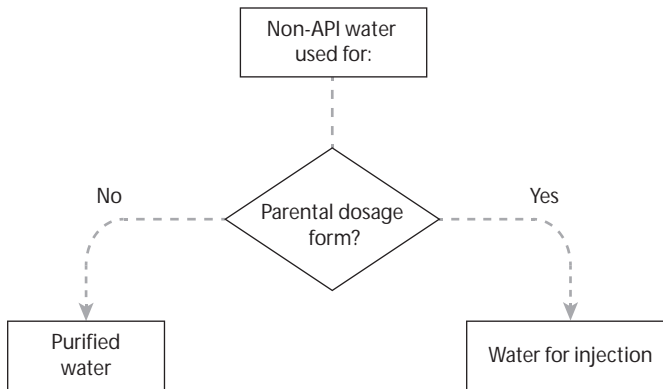 Non-API water
used for:
No
Yes
Parental dosage
form?
Purified
water
Water for injection